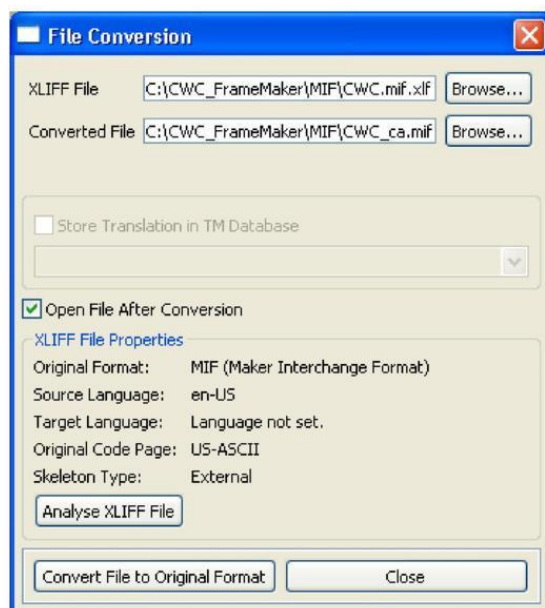 File Conversion
XLIFF File C:\CWC_FrameMaker\MIF\CWC.mif.xlf Browse...
Converted File C:\CWC_FrameMaker\MIF\CWC_ca.mif Browse...
Store Translation in TM Database
Open File After Conversion
XLIFF File Properties
Original Format: MIF (Maker Interchange Format)
Source Language: en-US
Target Language: Language not set.
Original Code Page: US-ASCII
Skeleton Type: External
Analyse XLIFF File
Convert File to Original Format Close